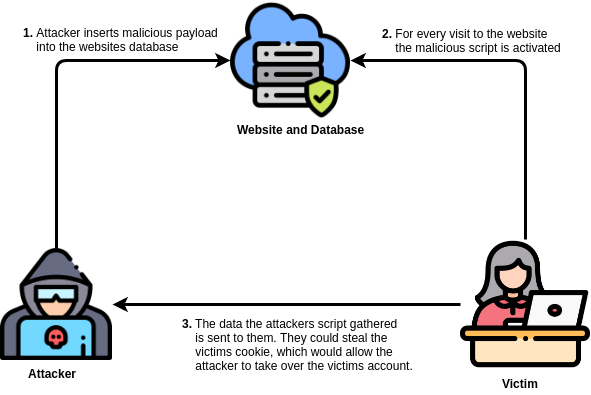 1. Attacker inserts malicious payload
into the websites database
2. For every visit to the website
the malicious script is activated
Website and Database
3. The data the attackers script gathered
is sent to them. They could steal the
victims cookie, which would allow the
attacker to take over the victims account.
Attacker
Victim